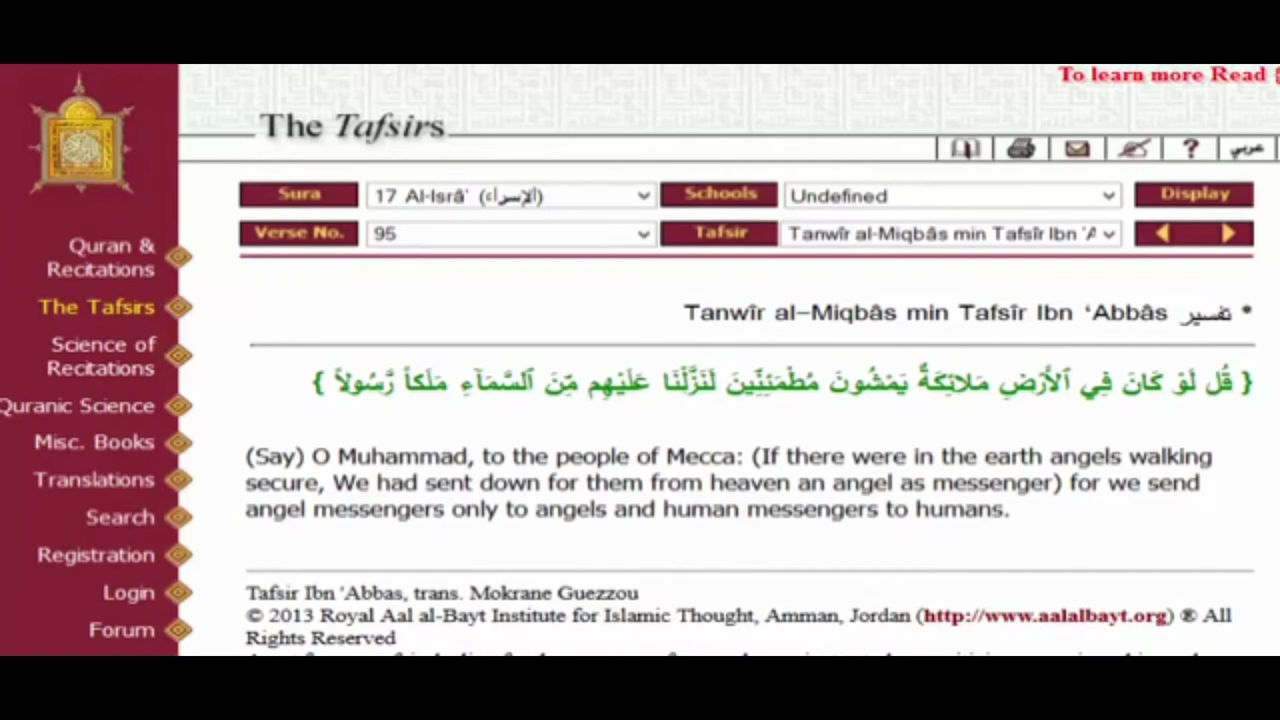 To learn more Read
The Tafsirs
عربي
Sura
17 Al-Isrâ' (الإسراء)
Schools
Undefined
Display
Verse No.
95
Tafsir
Tanwîr al-Miqbâs min Tafsîr Ibn 'A
Quran &
Recitations
The Tafsirs
Science of
Recitations
Quranic Science
Misc. Books
Translations
Search
Registration
Login
Forum
* تفسير Tanwîr al-Miqbâs min Tafsîr Ibn ‘Abbâs
{ قُل لَوْ كَانَ فِي ٱلأَرْضِ مَلاۤئِكَةٌ يَمْشُونَ مُطْمَئِنِّينَ لَنَزَّلْنَا عَلَيْهِم مِّنَ ٱلسَّمَآءِ مَلَكاً رَّسُولاً }
(Say) O Muhammad, to the people of Mecca: (If there were in the earth angels walking
secure, We had sent down for them from heaven an angel as messenger) for we send
angel messengers only to angels and human messengers to humans.
Tafsir Ibn 'Abbas, trans. Mokrane Guezzou
© 2013 Royal Aal al-Bayt Institute for Islamic Thought, Amman, Jordan (http://www.aalalbayt.org) ® All
Rights Reserved